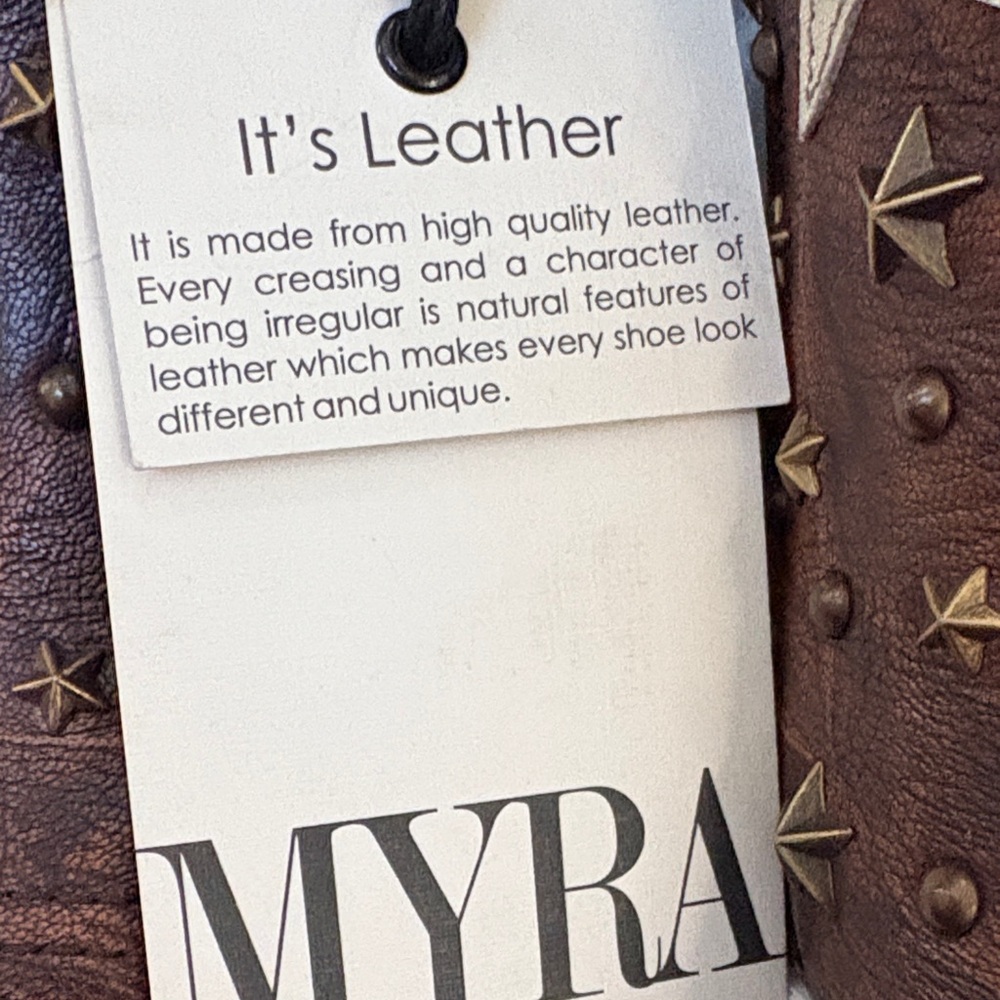 It's Leather
It is made from high quality leather.
Every creasing and a character of
being irregular is natural features of
leather which makes every shoe look
different and unique.
MYRA